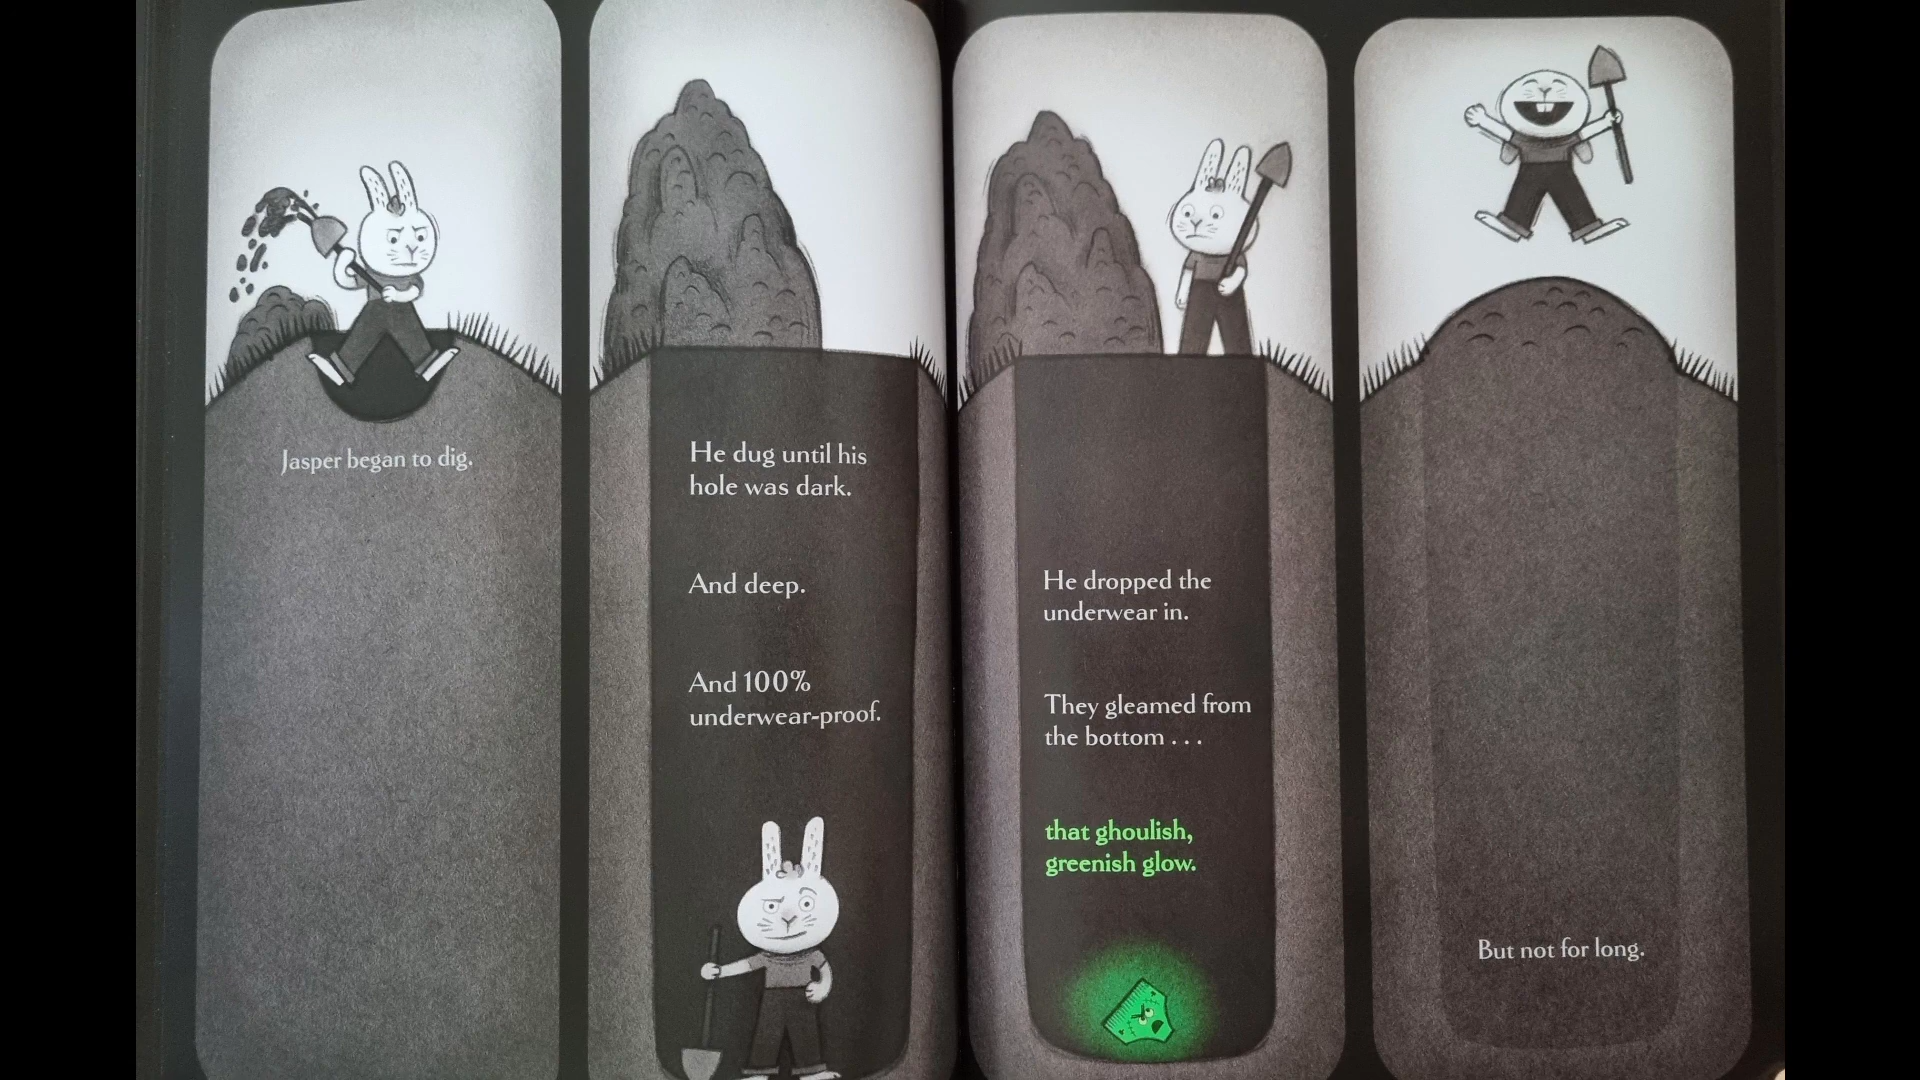 Jasper began to dig.
He dug until his
hole was dark.
And deep.
And 100%
underwear-proof.
He dropped the
underwear in.
They gleamed from
the bottom . . .
that ghoulish,
greenish glow.
But not for long.